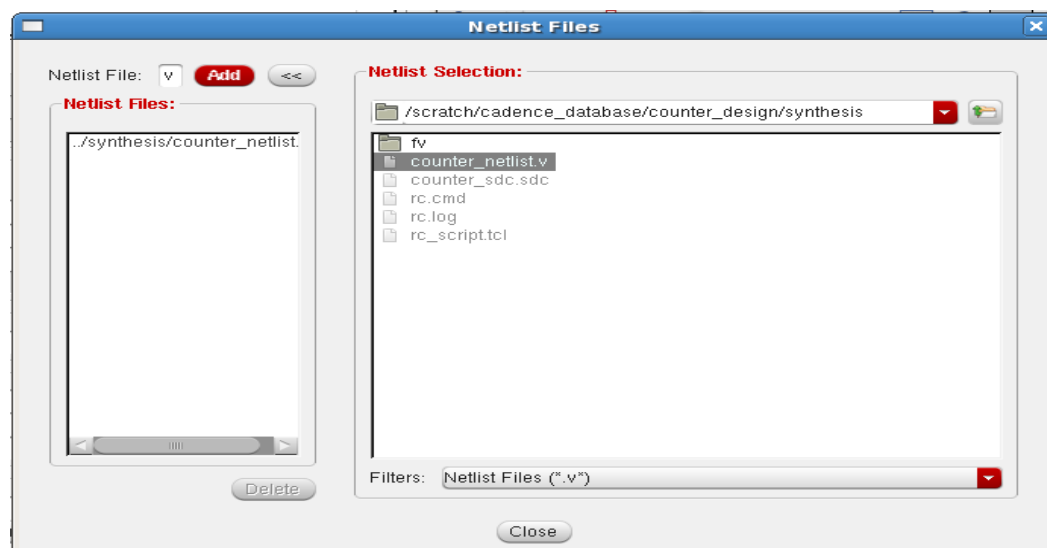 Netlist Files
Netlist File: v Add <<
Netlist Files:
../synthesis/counter_netlist.
Delete
Netlist Selection:
/scratch/cadence_database/counter_design/synthesis
fv
counter_netlist.v
counter_sdc.sdc
rc.cmd
rc.log
rc_script.tcl
Filters: Netlist Files (*.v*)
Close